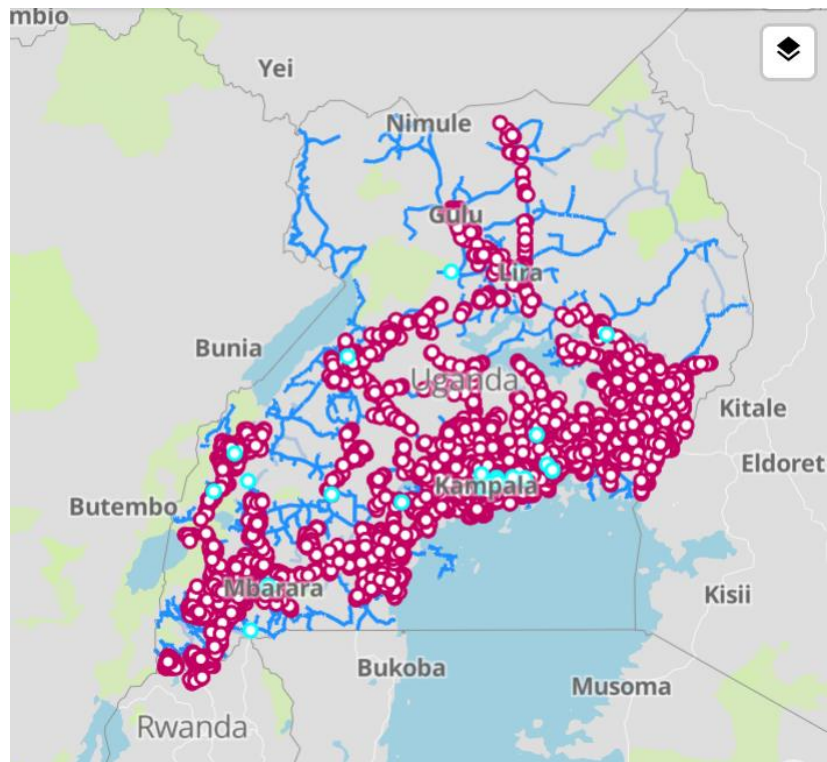 mbio
Yei
Nimule
Gulu
Lira
Bunia
Uganda
Kitale
Eldoret
Kampala
Butembo
Mbarara
Kisii
Bukoba
Musoma
Rwanda